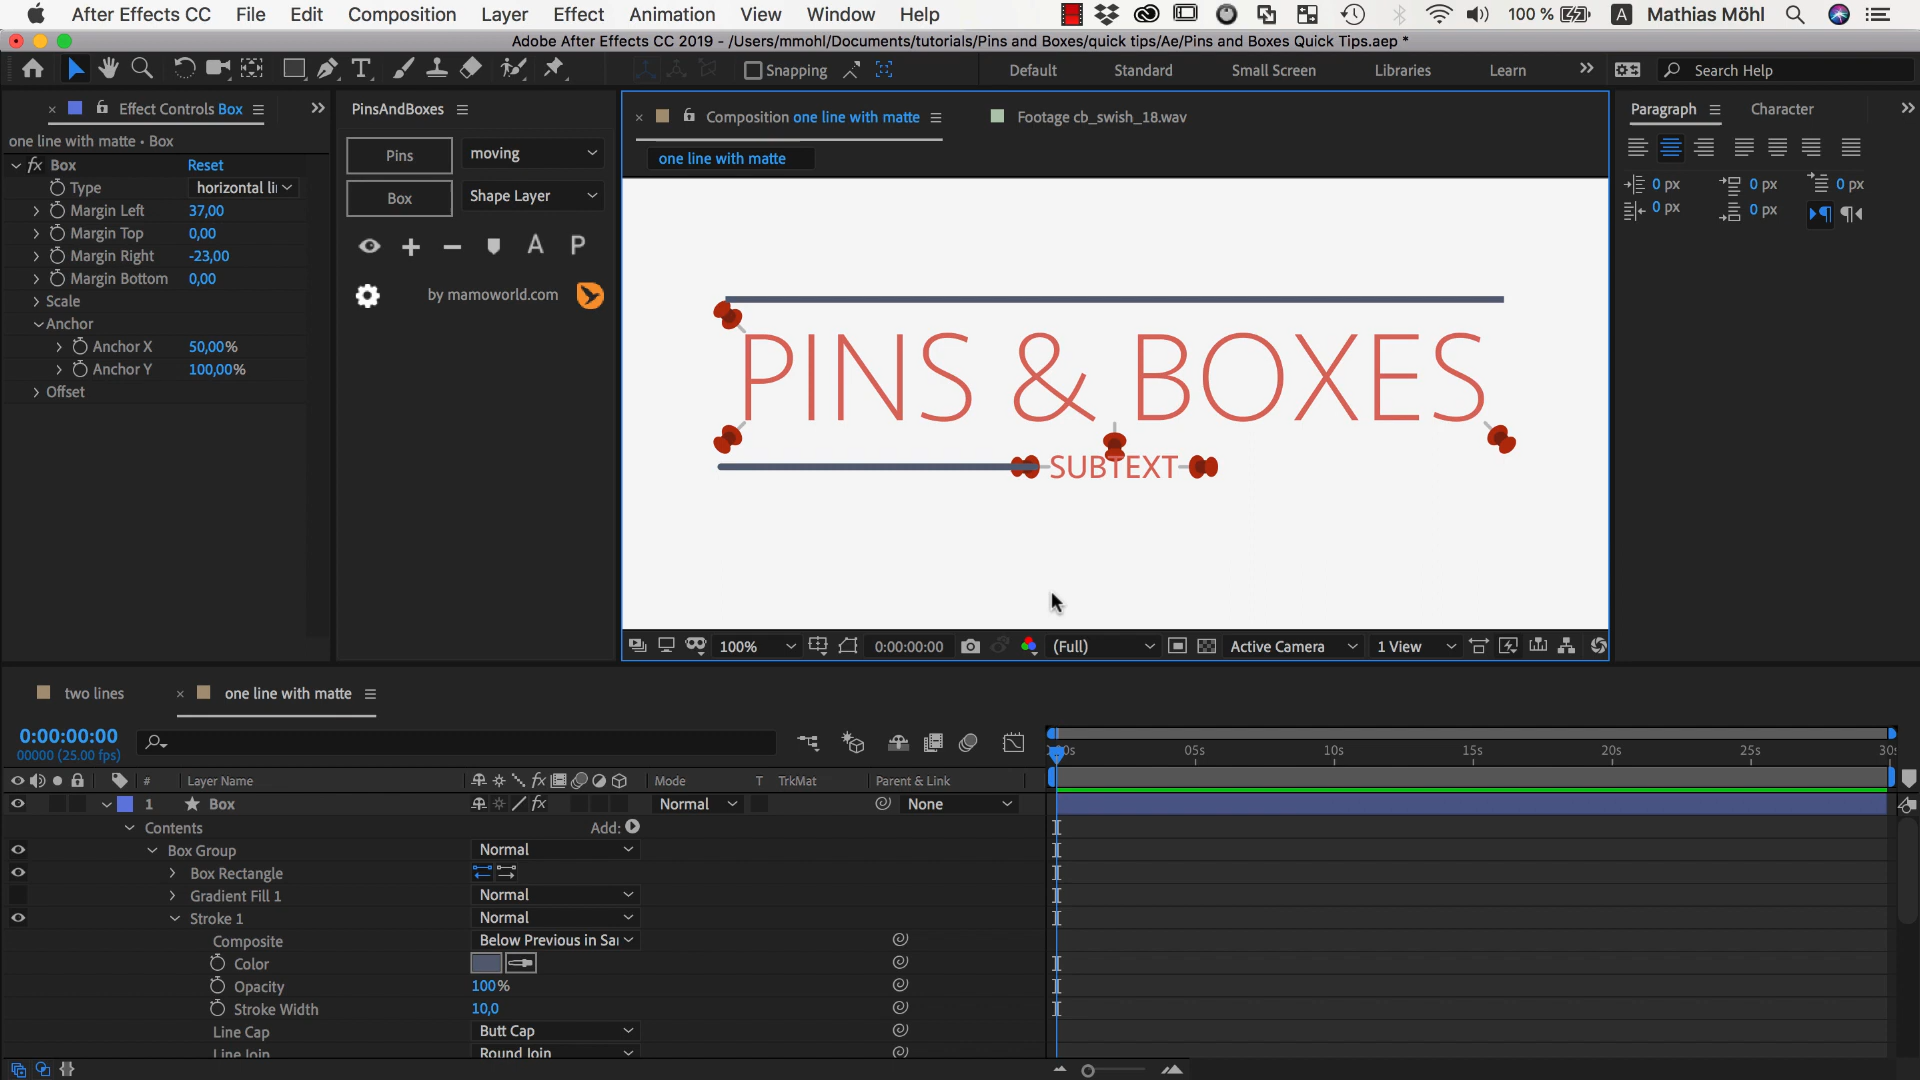 After Effects CC File Edit Composition Layer Effect Animation View Window Help 100 % A Mathias Möhl
Adobe After Effects CC 2019 - /Users/mmohl/Documents/tutorials/Pins and Boxes/quick tips/Ae/Pins and Boxes Quick Tips.aep *
Snapping Default Standard Small Screen Libraries Learn Search Help
Effect Controls Box
one line with matte • Box
fx Box Reset
Type horizontal li
Margin Left 37,00
Margin Top 0,00
Margin Right -23,00
Margin Bottom 0,00
Scale
Anchor
Anchor X 50,00%
Anchor Y 100,00%
Offset
PinsAndBoxes
Pins moving
Box Shape Layer
A P
by mamoworld.com
Composition one line with matte Footage cb_swish_18.wav
one line with matte
PINS & BOXES
SUBTEXT
100% 0:00:00:00 (Full) Active Camera 1 View
Paragraph Character
0 px 0 px 0 px
0 px 0 px
two lines one line with matte
0:00:00:00
00000 (25.00 fps)
05s 10s 15s 20s 25s
# Layer Name fx Mode T TrkMat Parent & Link
1 Box fx Normal None
Contents Add:
Box Group Normal
Box Rectangle
Gradient Fill 1 Normal
Stroke 1 Normal
Composite Below Previous in Sa
Color
Opacity 100%
Stroke Width 10,0
Line Cap Butt Cap
Line Join Round Join